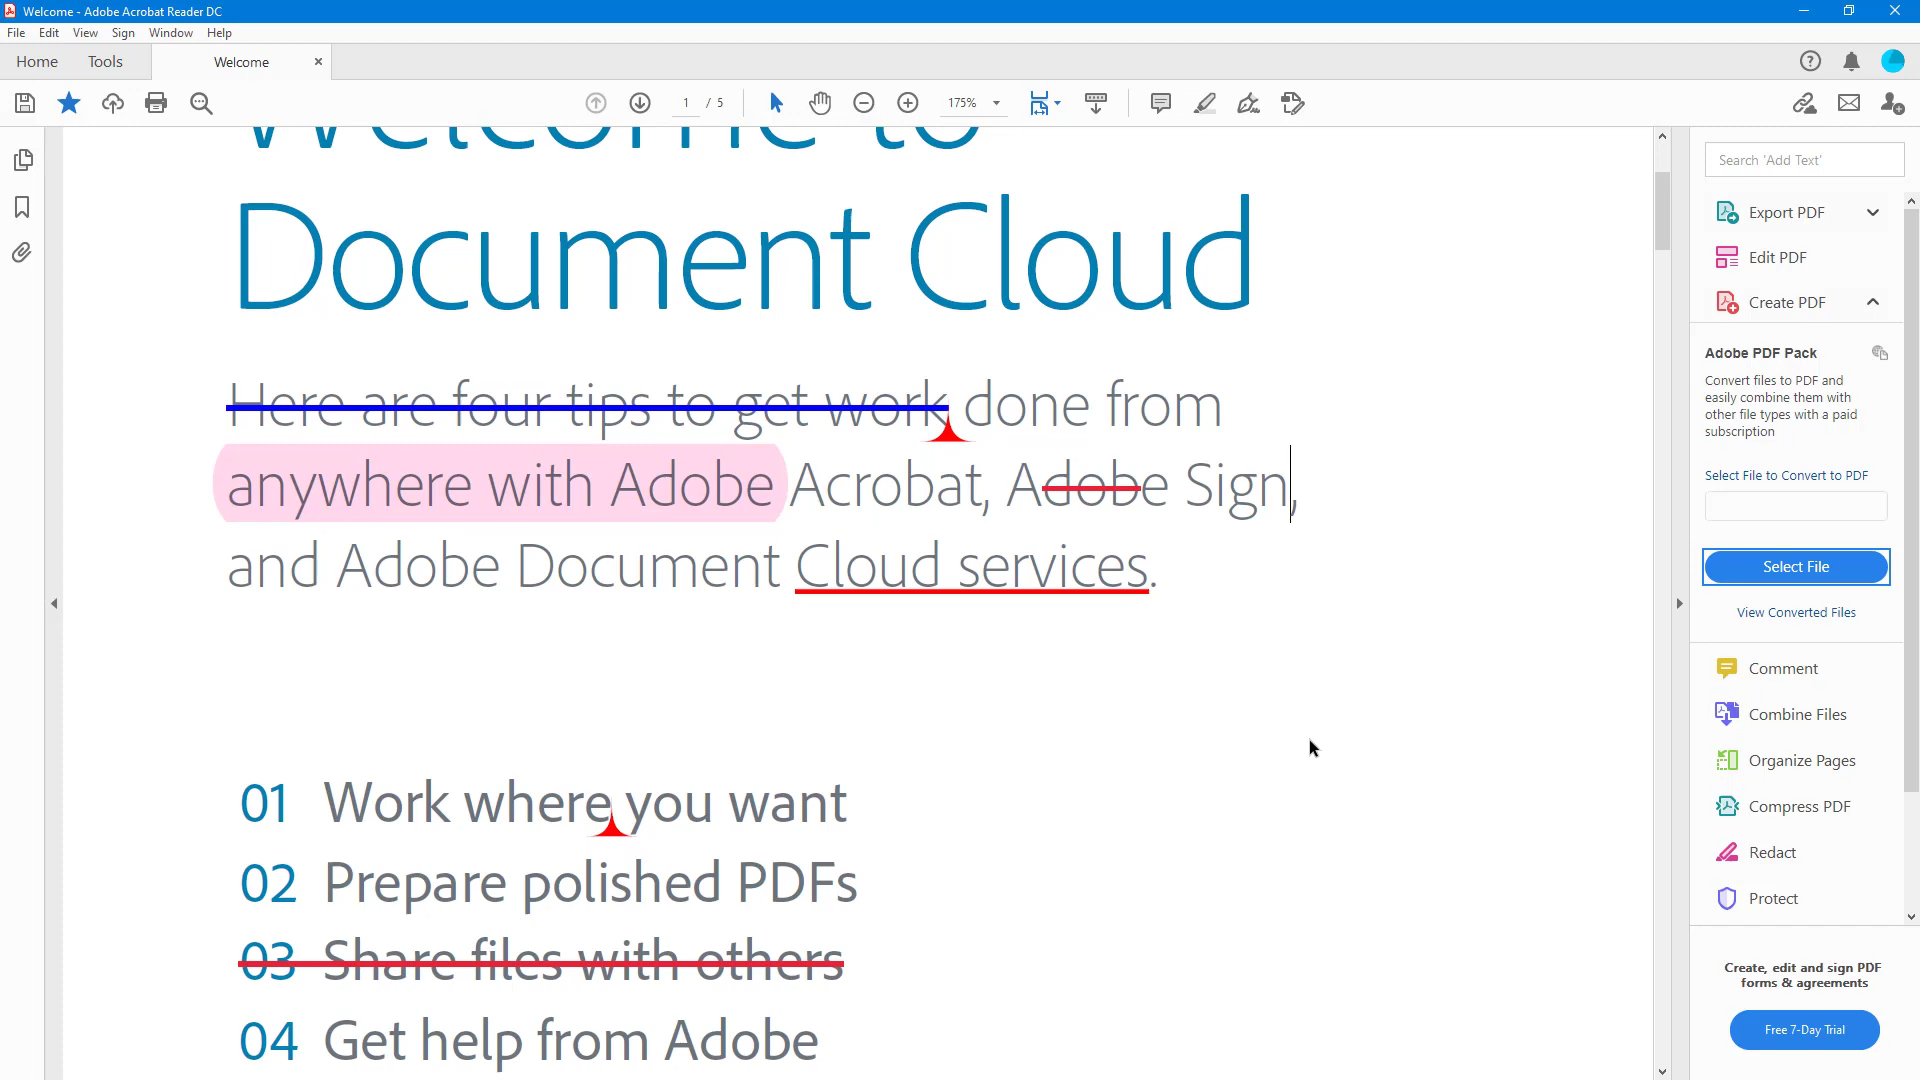 Welcome - Adobe Acrobat Reader DC
File Edit View Sign Window Help
Home Tools Welcome
1 / 5 175%
Welcome to
Document Cloud
Here are four tips to get work done from
anywhere with Adobe Acrobat, Adobe Sign,
and Adobe Document Cloud services.
01 Work where you want
02 Prepare polished PDFs
03 Share files with others
04 Get help from Adobe
Search 'Add Text'
Export PDF
Edit PDF
Create PDF
Adobe PDF Pack
Convert files to PDF and
easily combine them with
other file types with a paid
subscription
Select File to Convert to PDF
Select File
View Converted Files
Comment
Combine Files
Organize Pages
Compress PDF
Redact
Protect
Create, edit and sign PDF
forms & agreements
Free 7-Day Trial